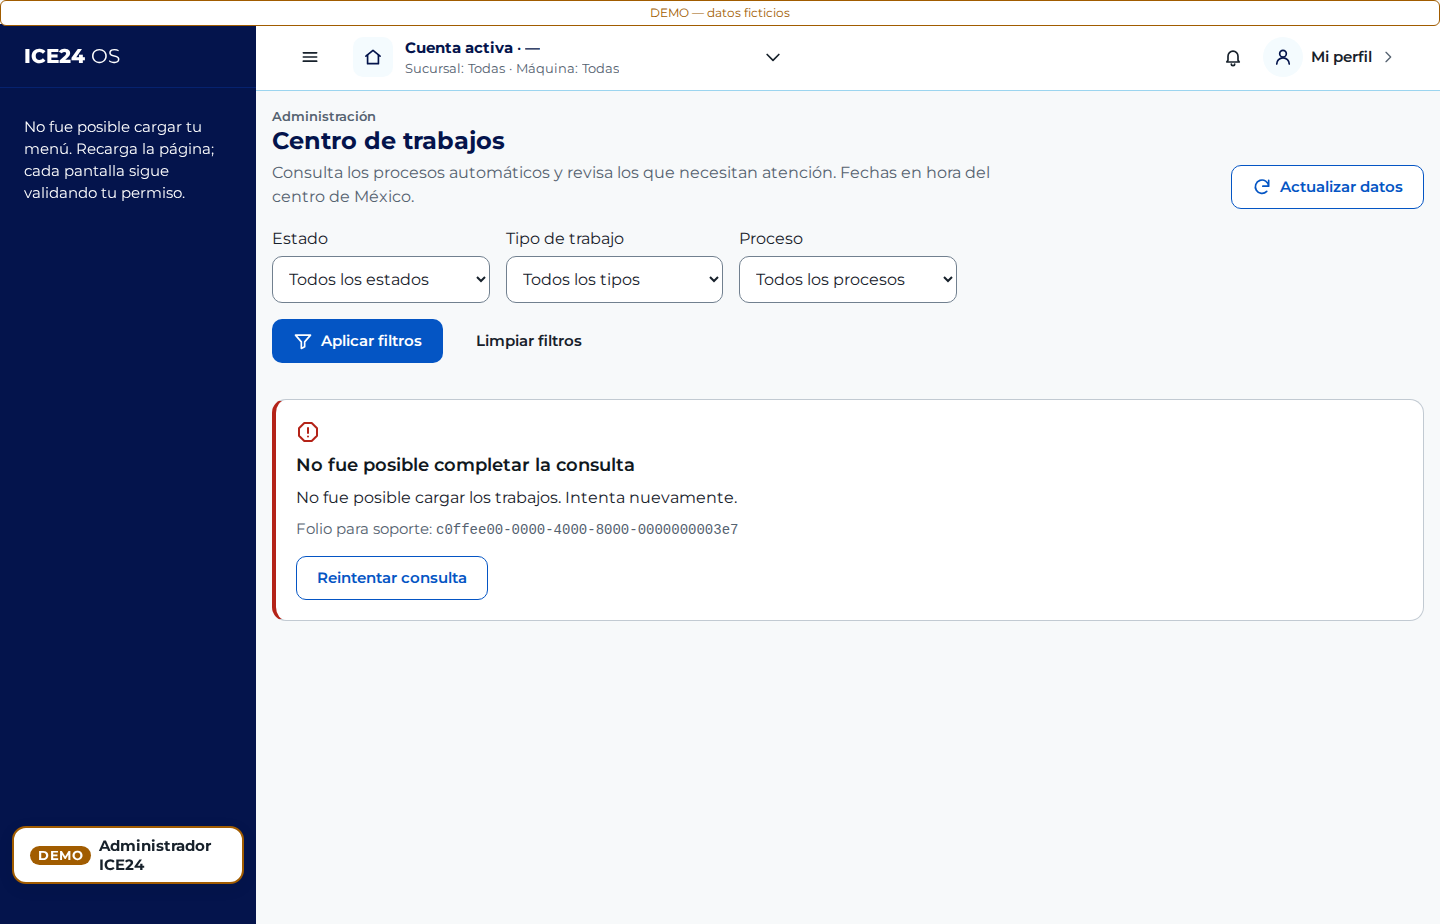 DEMO — datos ficticios
ICE24 OS
No fue posible cargar tu
menú. Recarga la página;
cada pantalla sigue
validando tu permiso.
DEMO
Administrador
ICE24
Cuenta activa · —
Sucursal: Todas · Máquina: Todas
Mi perfil
Administración
Centro de trabajos
Consulta los procesos automáticos y revisa los que necesitan atención. Fechas en hora del
centro de México.
Actualizar datos
Estado
Tipo de trabajo
Proceso
Todos los estados
Todos los tipos
Todos los procesos
Aplicar filtros
Limpiar filtros
No fue posible completar la consulta
No fue posible cargar los trabajos. Intenta nuevamente.
Folio para soporte: c0ffee00-0000-4000-8000-0000000003e7
Reintentar consulta